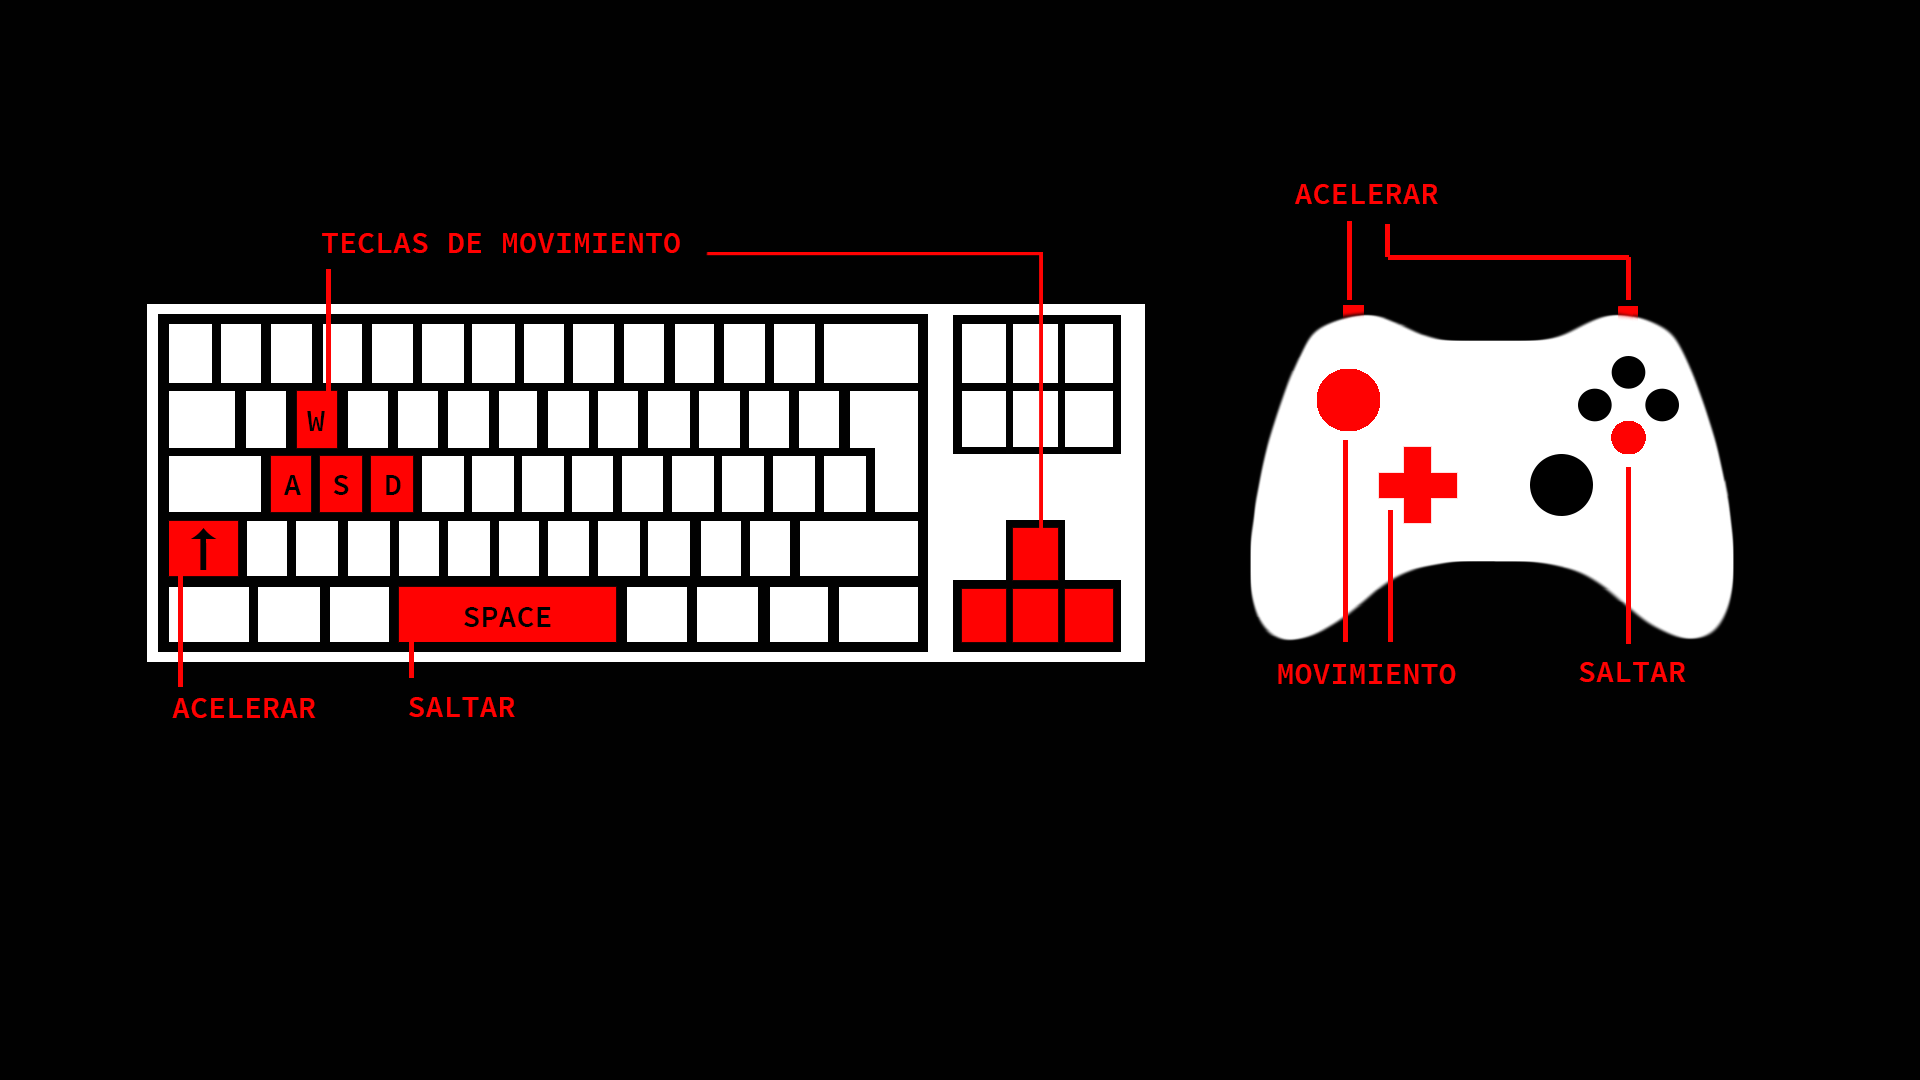 ACELERAR
TECLAS DE MOVIMIENTO
W
A S D
↑
SPACE
ACELERAR
SALTAR
MOVIMIENTO
SALTAR